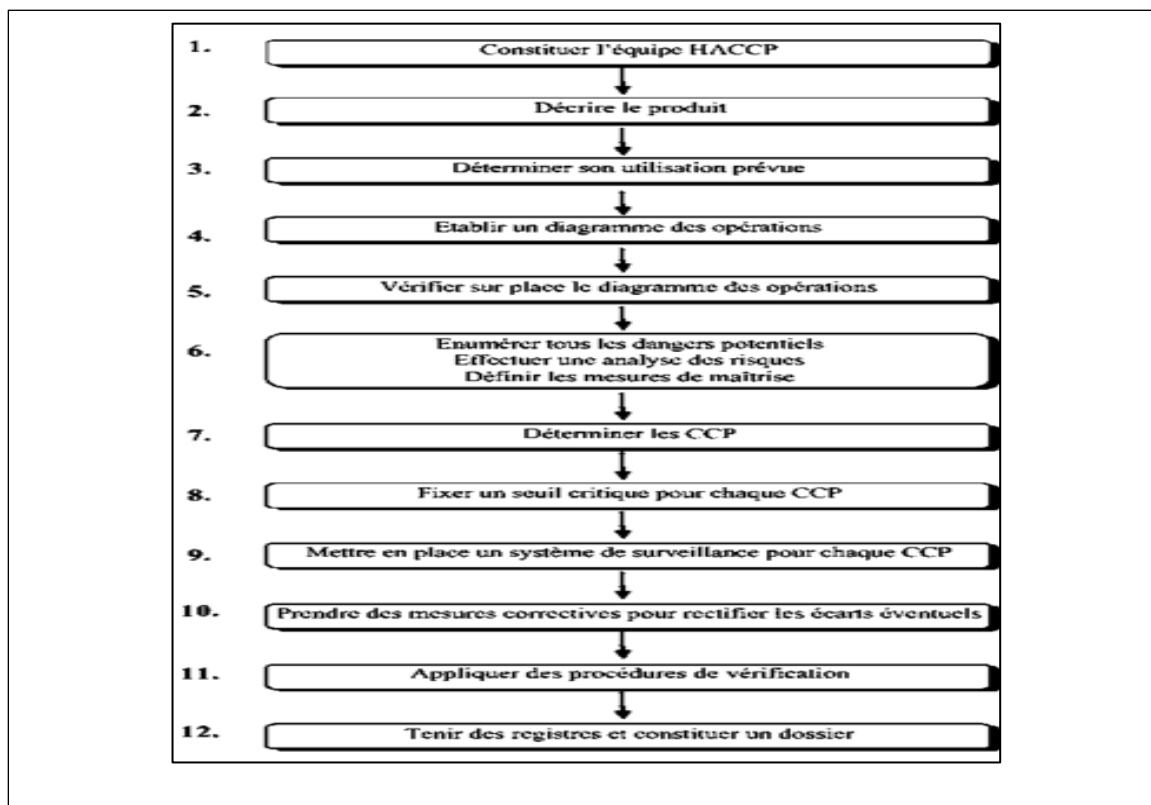 1. Constituer l'équipe HACCP
2. Décrire le produit
3. Déterminer son utilisation prévue
4. Etablir un diagramme des opérations
5. Vérifier sur place le diagramme des opérations
6. Enumérer tous les dangers potentiels
Effectuer une analyse des risques
Définir les mesures de maîtrise
7. Déterminer les CCP
8. Fixer un seuil critique pour chaque CCP
9. Mettre en place un système de surveillance pour chaque CCP
10. Prendre des mesures correctives pour rectifier les écarts éventuels
11. Appliquer des procédures de vérification
12. Tenir des registres et constituer un dossier